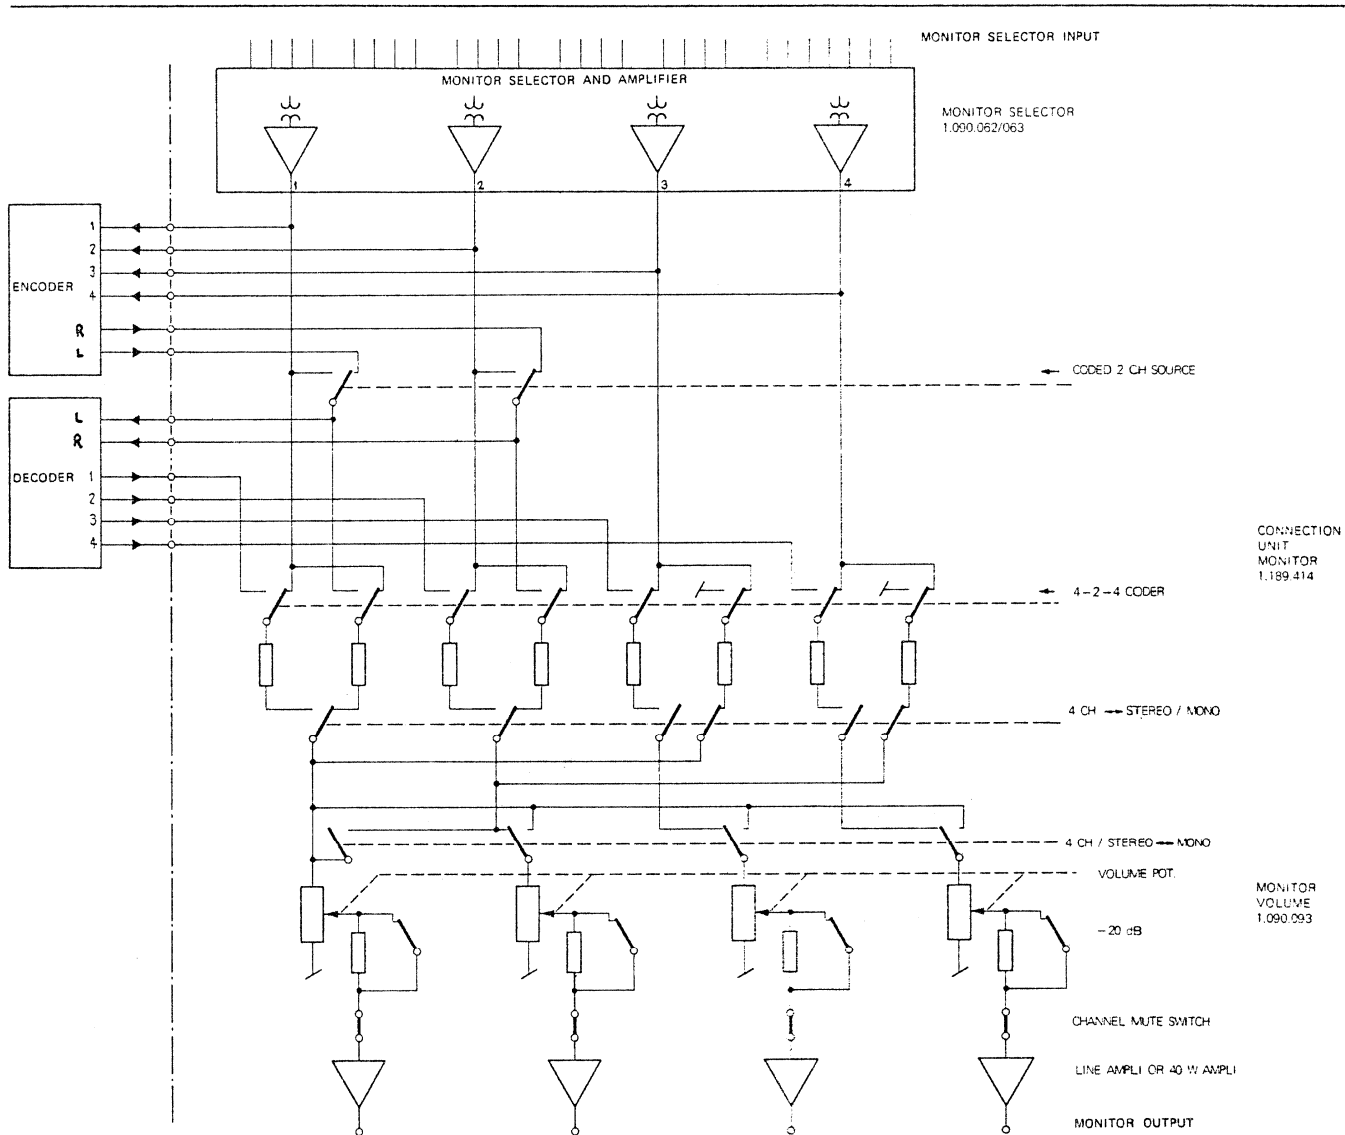 MONITOR SELECTOR INPUT
MONITOR SELECTOR AND AMPLIFIER
MONITOR SELECTOR
1.090.062/063
1
2
3
4
1
2
3
ENCODER
4
R
L
CODED 2 CH SOURCE
L
R
DECODER
1
2
3
4
CONNECTION
UNIT
MONITOR
1.189.414
4-2-4 CODER
4 CH STEREO / MONO
4 CH / STEREO MONO
VOLUME POT.
MONITOR
VOLUME
1.090.093
-20 dB
CHANNEL MUTE SWITCH
LINE AMPLI OR 40 W AMPLI
MONITOR OUTPUT